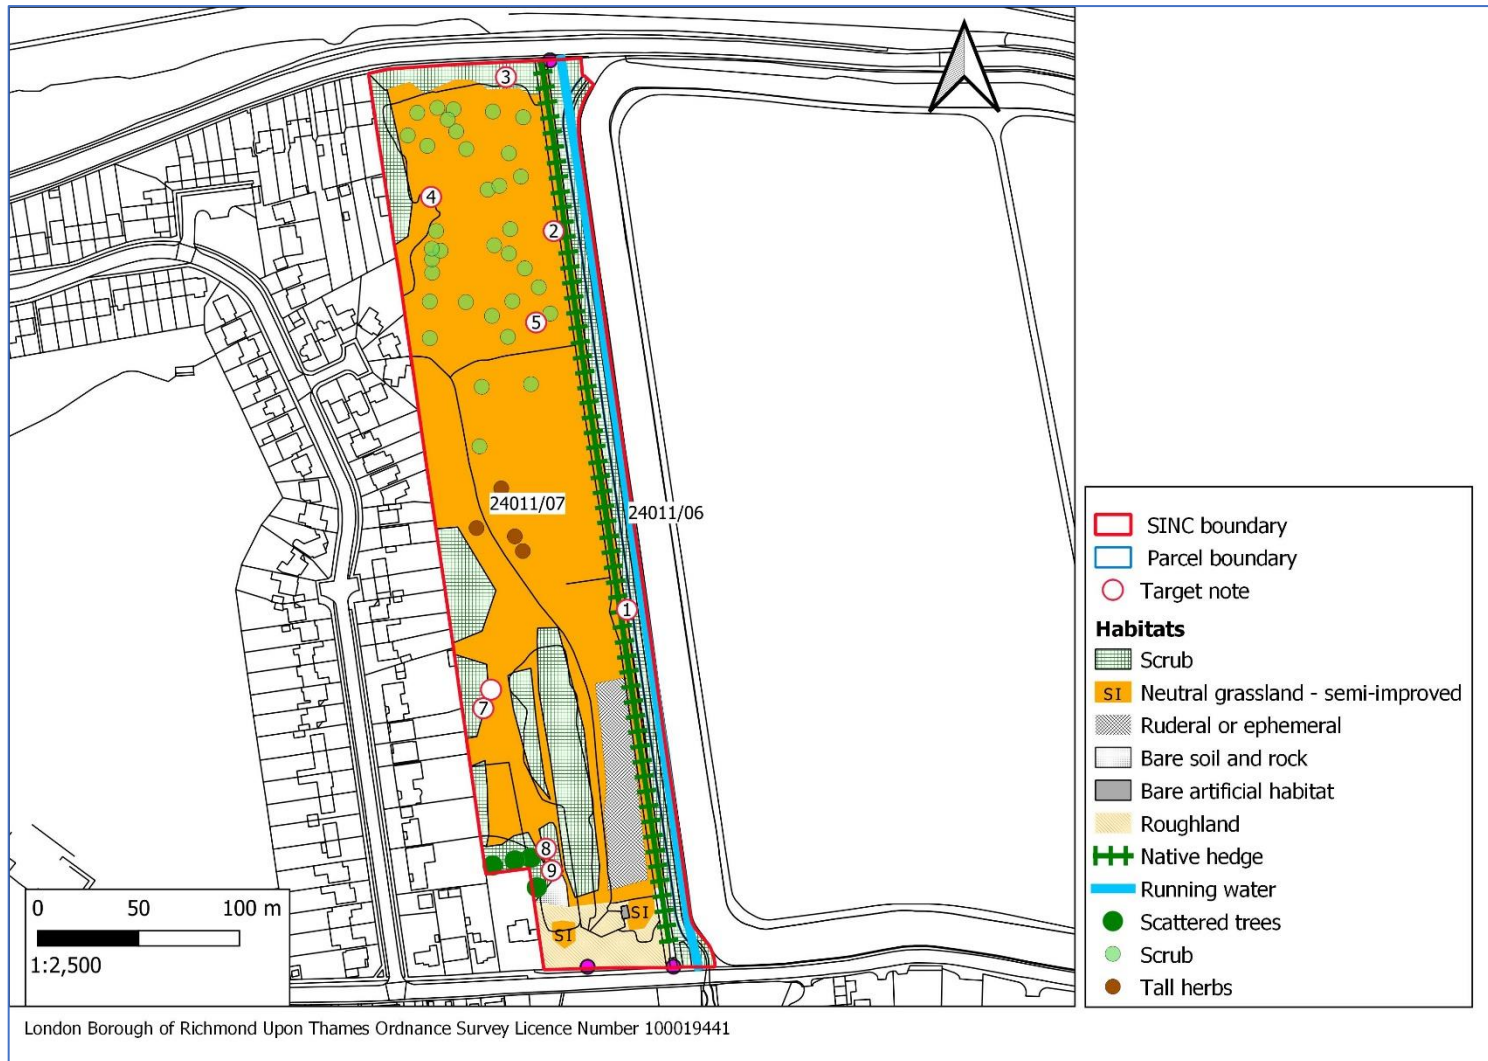 3
4
2
5
24011/07
24011/06
1
7
8
9
SI
SI
0 50 100 m
1:2,500
SINC boundary
Parcel boundary
Target note
Habitats
Scrub
SI Neutral grassland - semi-improved
Ruderal or ephemeral
Bare soil and rock
Bare artificial habitat
Roughland
Native hedge
Running water
Scattered trees
Scrub
Tall herbs
London Borough of Richmond Upon Thames Ordnance Survey Licence Number 100019441